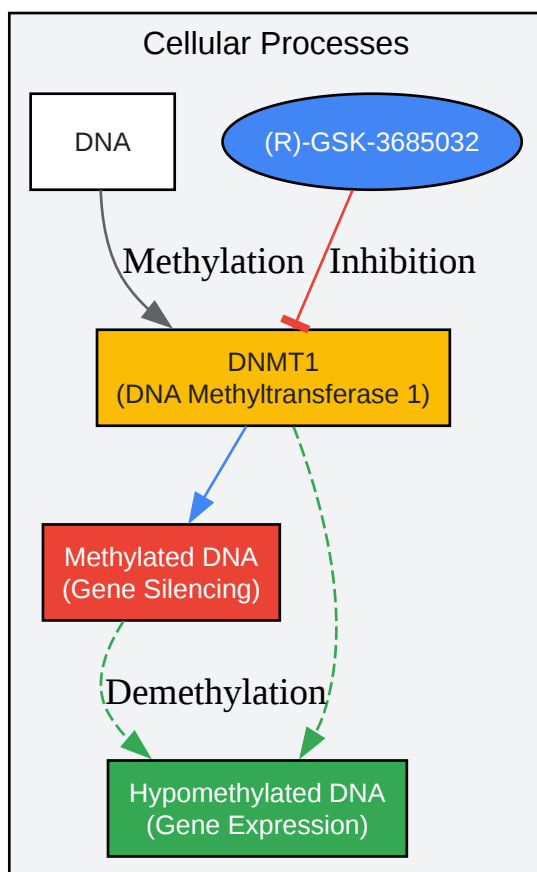 Cellular Processes
DNA
(R)-GSK-3685032
Methylation
Inhibition
DNMT1
(DNA Methyltransferase 1)
Methylated DNA
(Gene Silencing)
Demethylation
Hypomethylated DNA
(Gene Expression)